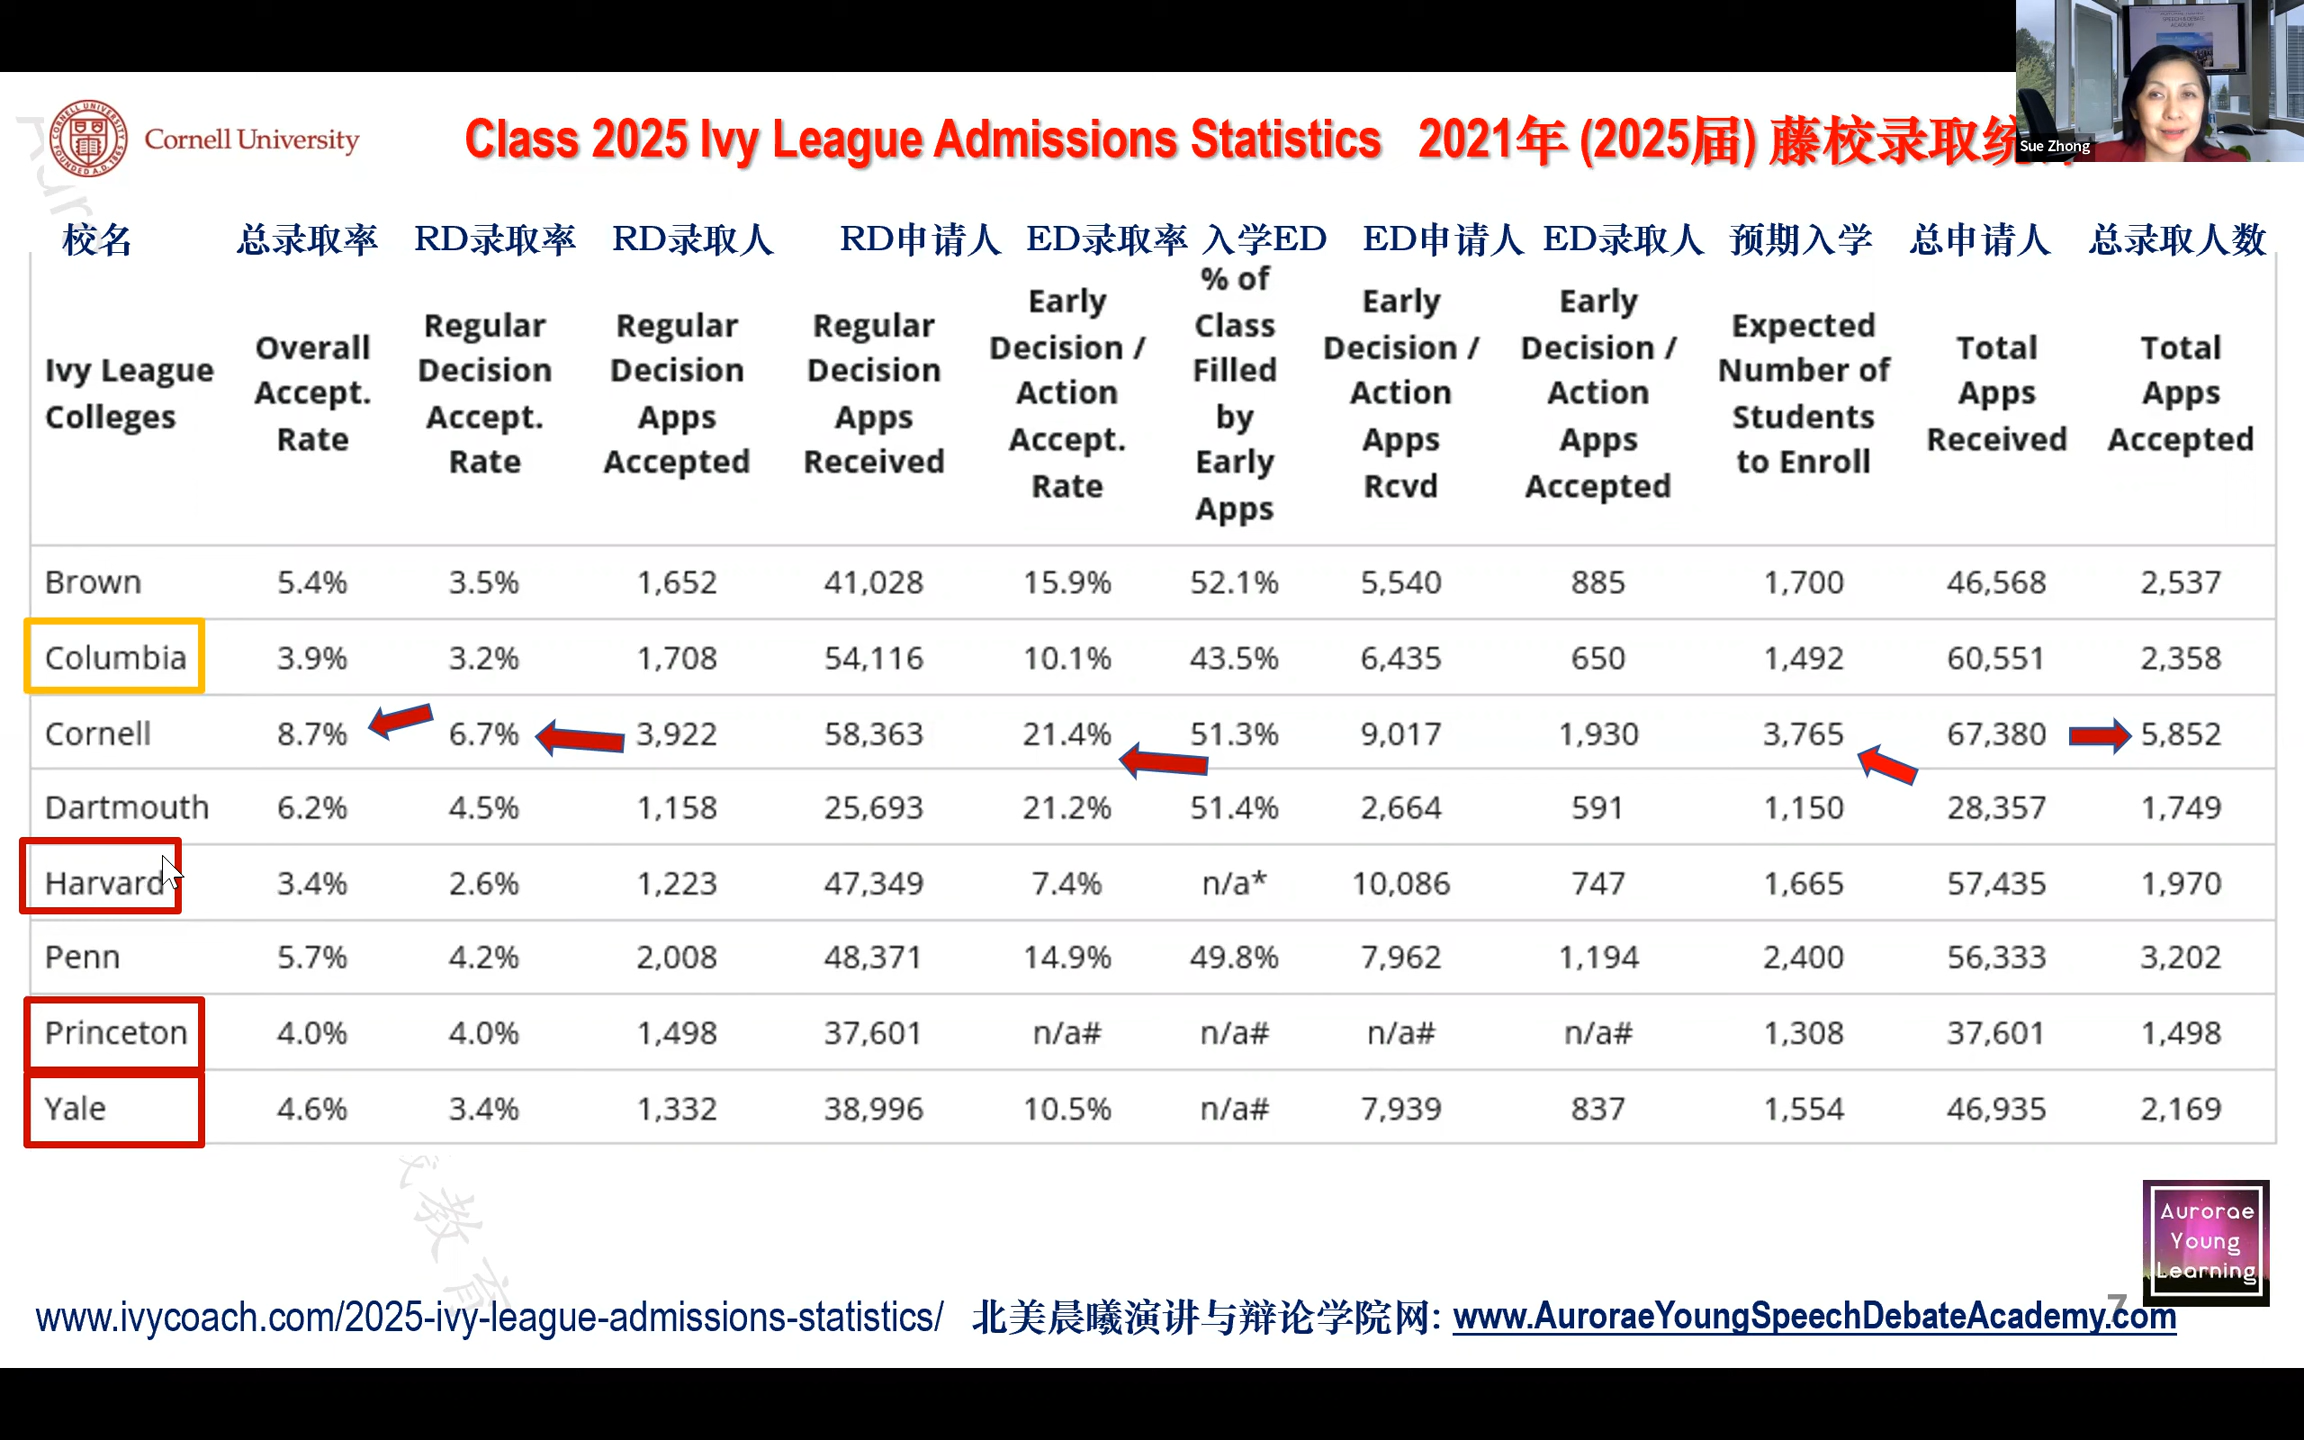 SPEECH & DEBATE
ACADEMY
Sue Zhong
CORNELL UNIVERSITY
FOUNDED A.D. 1865
Cornell University
Class 2025 Ivy League Admissions Statistics 2021年 (2025届) 藤校录取统
校名 总录取率 RD录取率 RD录取人 RD申请人 ED录取率 入学ED ED申请人 ED录取人 预期入学 总申请人 总录取人数
Ivy League Colleges Overall Accept. Rate Regular Decision Accept. Rate Regular Decision Apps Accepted Regular Decision Apps Received Early Decision / Action Accept. Rate % of Class Filled by Early Apps Early Decision / Action Apps Rcvd Early Decision / Action Apps Accepted Expected Number of Students to Enroll Total Apps Received Total Apps Accepted
Brown 5.4% 3.5% 1,652 41,028 15.9% 52.1% 5,540 885 1,700 46,568 2,537
Columbia 3.9% 3.2% 1,708 54,116 10.1% 43.5% 6,435 650 1,492 60,551 2,358
Cornell 8.7% 6.7% 3,922 58,363 21.4% 51.3% 9,017 1,930 3,765 67,380 5,852
Dartmouth 6.2% 4.5% 1,158 25,693 21.2% 51.4% 2,664 591 1,150 28,357 1,749
Harvard 3.4% 2.6% 1,223 47,349 7.4% n/a* 10,086 747 1,665 57,435 1,970
Penn 5.7% 4.2% 2,008 48,371 14.9% 49.8% 7,962 1,194 2,400 56,333 3,202
Princeton 4.0% 4.0% 1,498 37,601 n/a# n/a# n/a# n/a# 1,308 37,601 1,498
Yale 4.6% 3.4% 1,332 38,996 10.5% n/a# 7,939 837 1,554 46,935 2,169
教育
Aurorae
Young
Learning
www.ivycoach.com/2025-ivy-league-admissions-statistics/ 北美晨曦演讲与辩论学院网: www.AuroraeYoungSpeechDebateAcademy.com
7